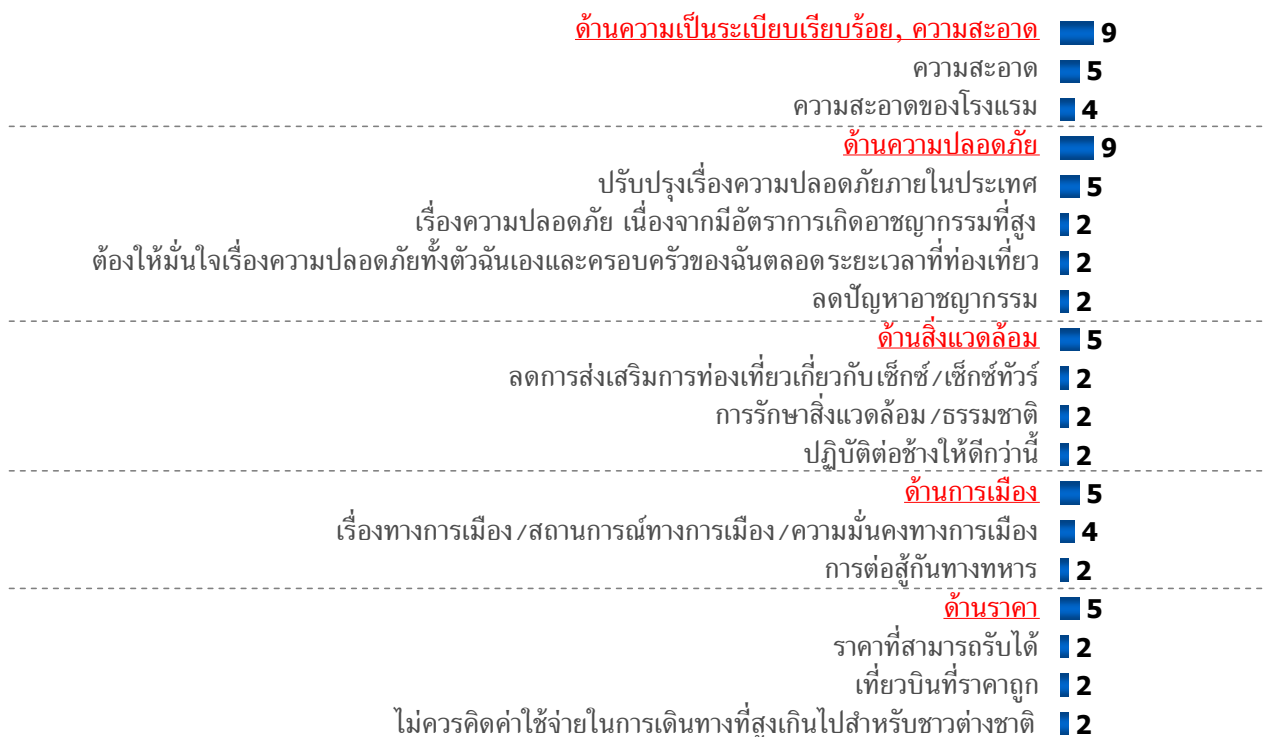 ด้านความเป็นระเบียบเรียบร้อย, ความสะอาด 9
ความสะอาด 5
ความสะอาดของโรงแรม 4
ด้านความปลอดภัย 9
ปรับปรุงเรื่องความปลอดภัยภายในประเทศ 5
เรื่องความปลอดภัย เนื่องจากมีอัตราการเกิดอาชญากรรมที่สูง 2
ต้องให้มั่นใจเรื่องความปลอดภัยทั้งตัวฉันเองและครอบครัวของฉันตลอดระยะเวลาที่ท่องเที่ยว 2
ลดปัญหาอาชญากรรม 2
ด้านสิ่งแวดล้อม 5
ลดการส่งเสริมการท่องเที่ยวเกี่ยวกับเซ็กซ์/เซ็กซ์ทัวร์ 2
การรักษาสิ่งแวดล้อม/ธรรมชาติ 2
ปฏิบัติต่อช้างให้ดีกว่านี้ 2
ด้านการเมือง 5
เรื่องทางการเมือง/สถานการณ์ทางการเมือง/ความมั่นคงทางการเมือง 4
การต่อสู้กันทางทหาร 2
ด้านราคา 5
ราคาที่สามารถรับได้ 2
เที่ยวบินที่ราคาถูก 2
ไม่ควรคิดค่าใช้จ่ายในการเดินทางที่สูงเกินไปสำหรับชาวต่างชาติ 2